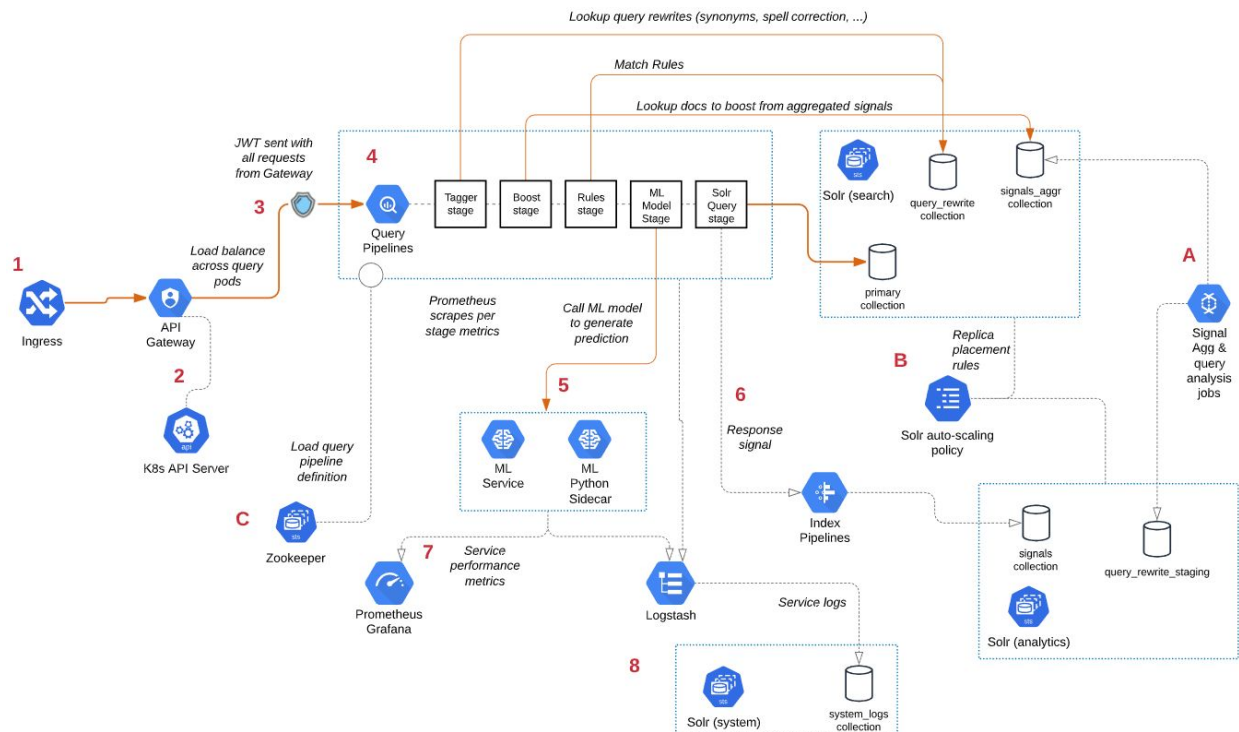 Lookup query rewrites (synonyms, spell correction, ...)
Match Rules
Lookup docs to boost from aggregated signals
JWT sent with
all requests
from Gateway
3
4
Query
Pipelines
Tagger
stage
Boost
stage
Rules
stage
ML
Model
Stage
Solr
Query
stage
Solr (search)
query_rewrite
collection
signals_aggr
collection
primary
collection
1
Ingress
Load balance
across query
pods
API
Gateway
2
api
K8s API Server
Prometheus
scrapes per
stage metrics
Call ML model
to generate
prediction
5
ML
Service
ML
Python
Sidecar
6
Response
signal
Index
Pipelines
A
Signal
Agg &
query
analysis
jobs
B
Replica
placement
rules
Solr auto-scaling
policy
Load query
pipeline
definition
C
sts
Zookeeper
7
Service
performance
metrics
Prometheus
Grafana
Logstash
Service logs
signals
collection
query_rewrite_staging
Solr (analytics)
8
Solr (system)
system_logs
collection